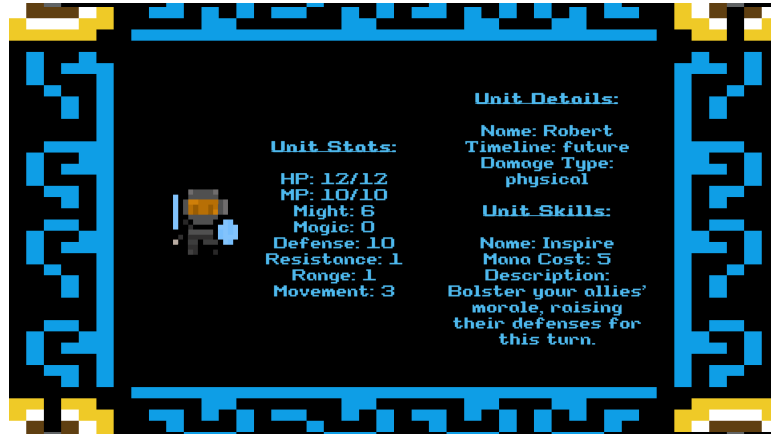 Unit Stats:
HP: 12/12
MP: 10/10
Might: 6
Magic: 0
Defense: 10
Resistance: 1
Range: 1
Movement: 3
Unit Details:
Name: Robert
Timeline: future
Damage Type:
physical
Unit Skills:
Name: Inspire
Mana Cost: 5
Description:
Bolster your allies'
morale, raising
their defenses for
this turn.